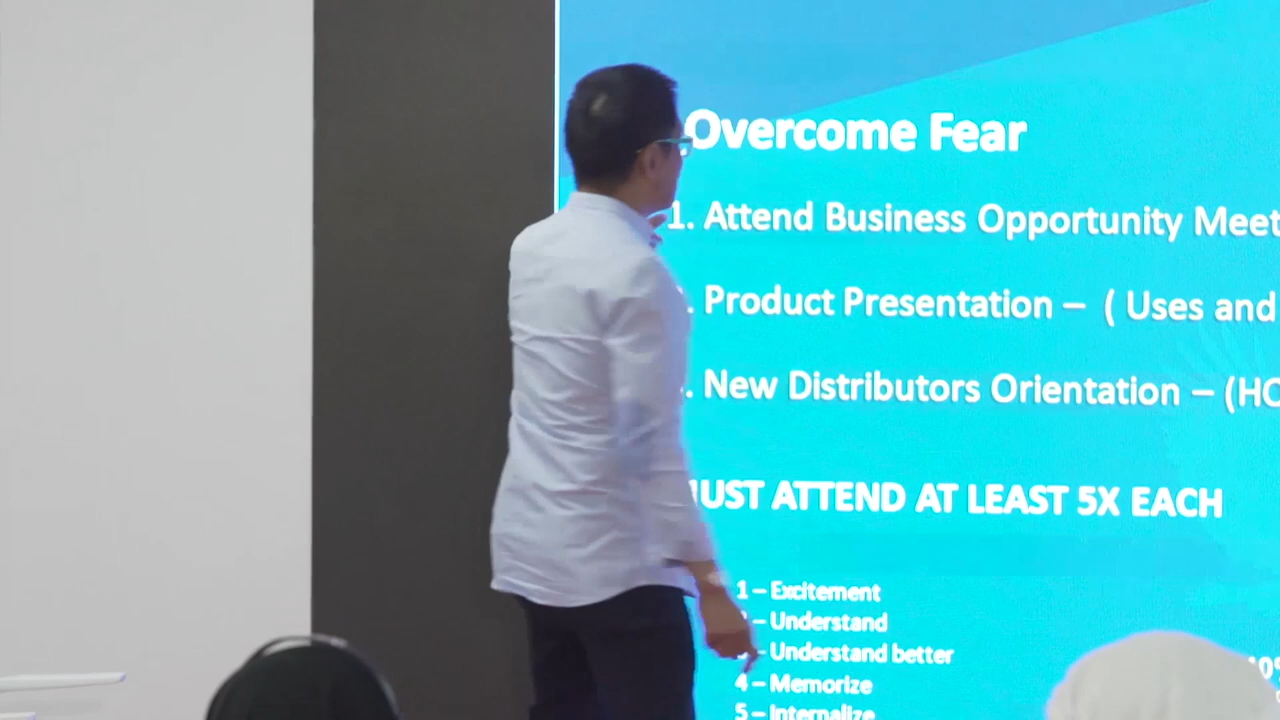 Overcome Fear
1. Attend Business Opportunity Meet
. Product Presentation – ( Uses and
. New Distributors Orientation – (HO
MUST ATTEND AT LEAST 5X EACH
1 – Excitement
– Understand
– Understand better
4 – Memorize
5 – Internalize